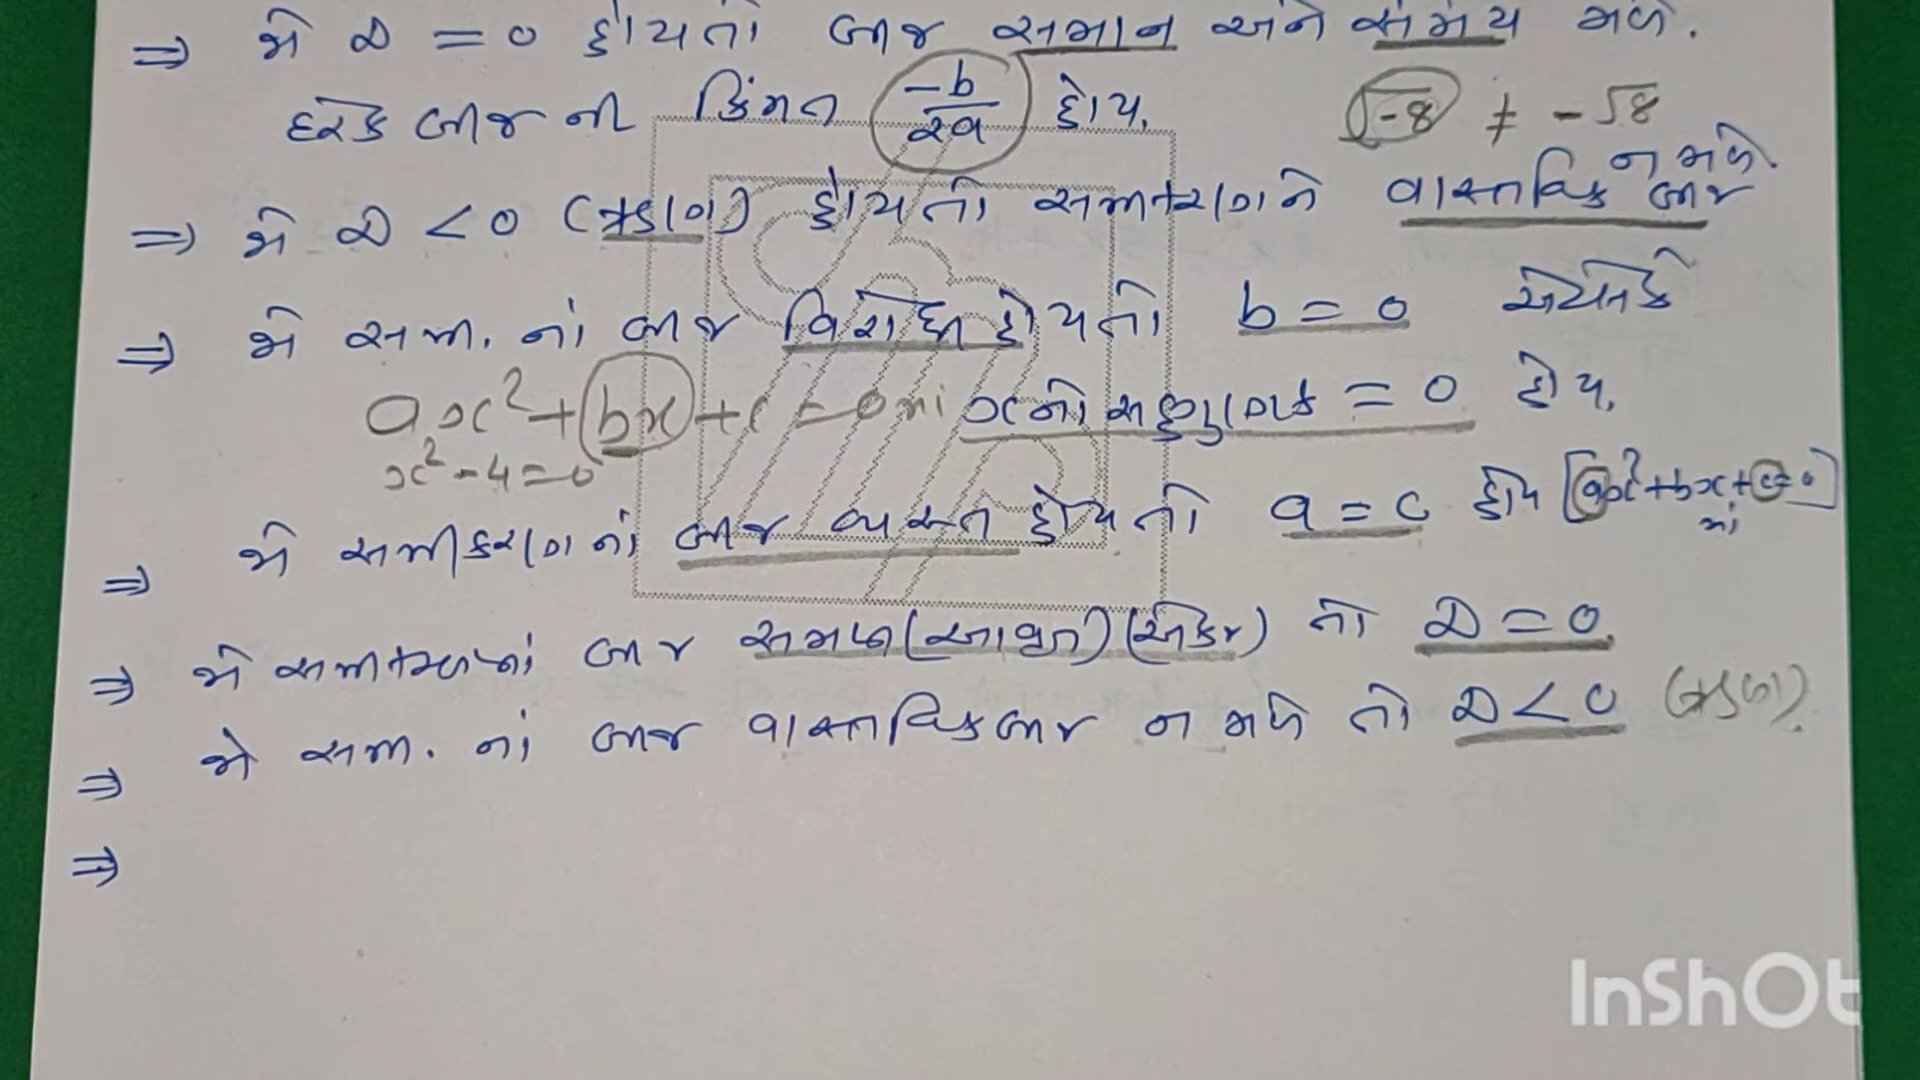 ⇒ જો D = 0 હોય તો બીજ સમાન અને સંમેય મળે.
દરેક બીજ ની કિંમત -b/2a હોય. √-8 ≠ -√8
⇒ જો D < 0 (ઋણ) હોય તો સમીકરણને વાસ્તવિક બીજ ન મળે.
⇒ જો સમી. નાં બીજ વિરોધી હોય તો b = 0 એટલે કે
ax² + bx + c = 0 માં x નો સહગુણક = 0 હોય.
x² - 4 = 0
⇒ જો સમીકરણ નાં બીજ વ્યસ્ત હોય તો a = c હોય [ax² + bx + c = 0] માં
⇒ જો સમીકરણનાં બીજ સમાન (એકજ) તો D = 0
⇒ જો સમી. નાં બીજ વાસ્તવિક બીજ ન મળે તો D < 0 (ઋણ).
⇒
InShOt